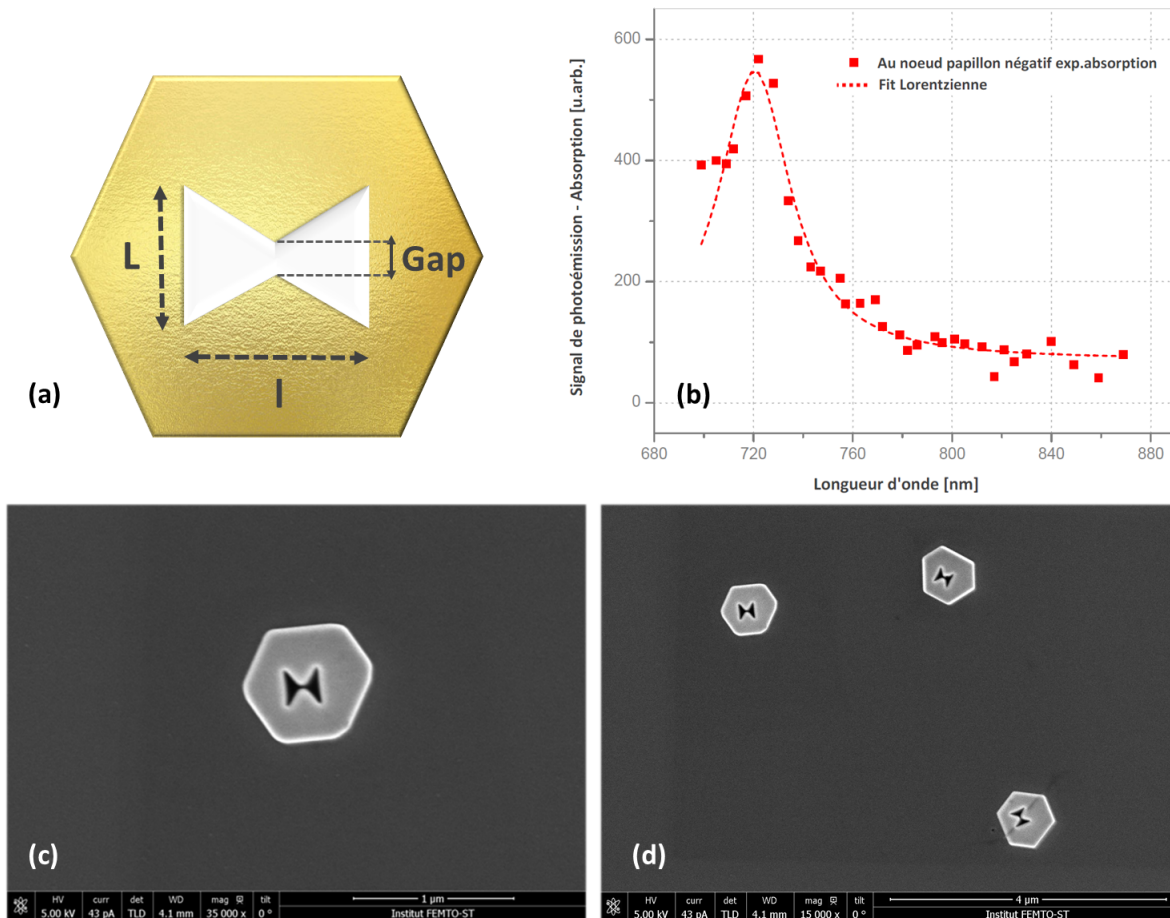 L
Gap
l
(a)
600
400
200
0
Signal de photoémission - Absorption [u.arb.]
Au noeud papillon négatif exp.absorption
Fit Lorentzienne
(b)
680 720 760 800 840 880
Longueur d'onde [nm]
(c)
HV curr det WD mag tilt 1 µm
5.00 kV 43 pA TLD 4.1 mm 35 000 x 0 ° Institut FEMTO-ST
(d)
HV curr det WD mag tilt 4 µm
5.00 kV 43 pA TLD 4.1 mm 15 000 x 0 ° Institut FEMTO-ST